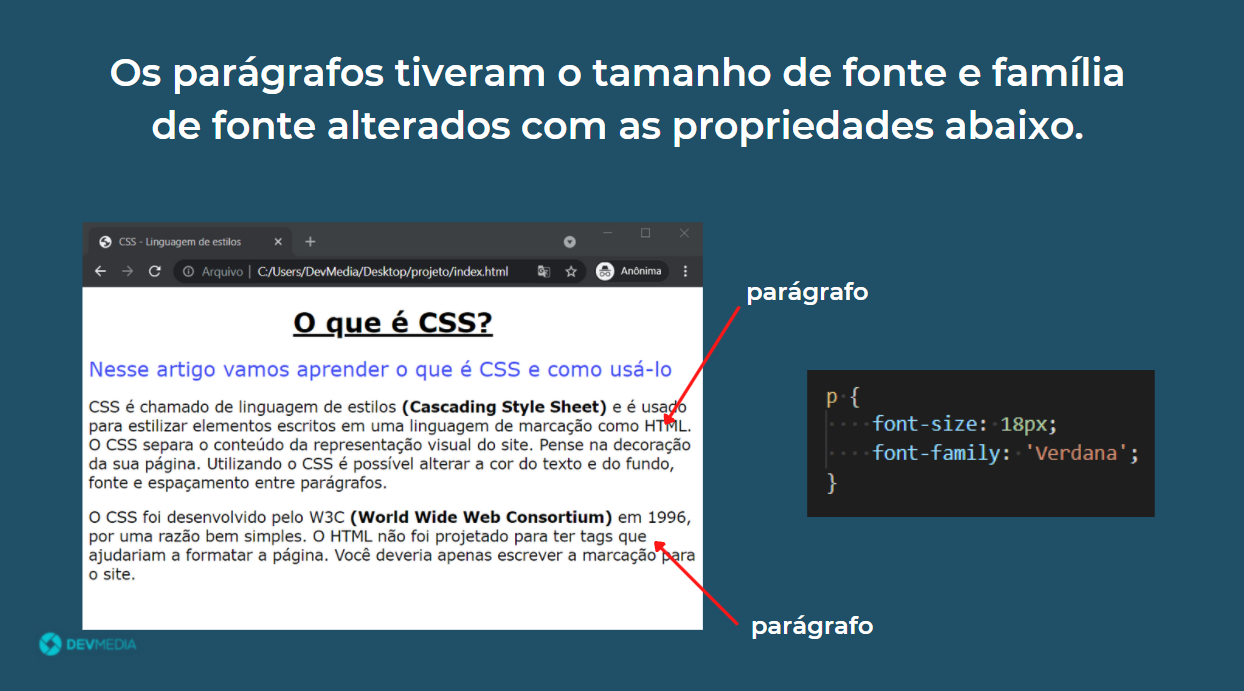 Os parágrafos tiveram o tamanho de fonte e família
de fonte alterados com as propriedades abaixo.
CSS - Linguagem de estilos
Arquivo | C:/Users/DevMedia/Desktop/projeto/index.html
Anônima
O que é CSS?
Nesse artigo vamos aprender o que é CSS e como usá-lo
CSS é chamado de linguagem de estilos (Cascading Style Sheet) e é usado
para estilizar elementos escritos em uma linguagem de marcação como HTML.
O CSS separa o conteúdo da representação visual do site. Pense na decoração
da sua página. Utilizando o CSS é possível alterar a cor do texto e do fundo,
fonte e espaçamento entre parágrafos.
O CSS foi desenvolvido pelo W3C (World Wide Web Consortium) em 1996,
por uma razão bem simples. O HTML não foi projetado para ter tags que
ajudariam a formatar a página. Você deveria apenas escrever a marcação para
o site.
parágrafo
parágrafo
p {
font-size: 18px;
font-family: 'Verdana';
}
DEVMEDIA